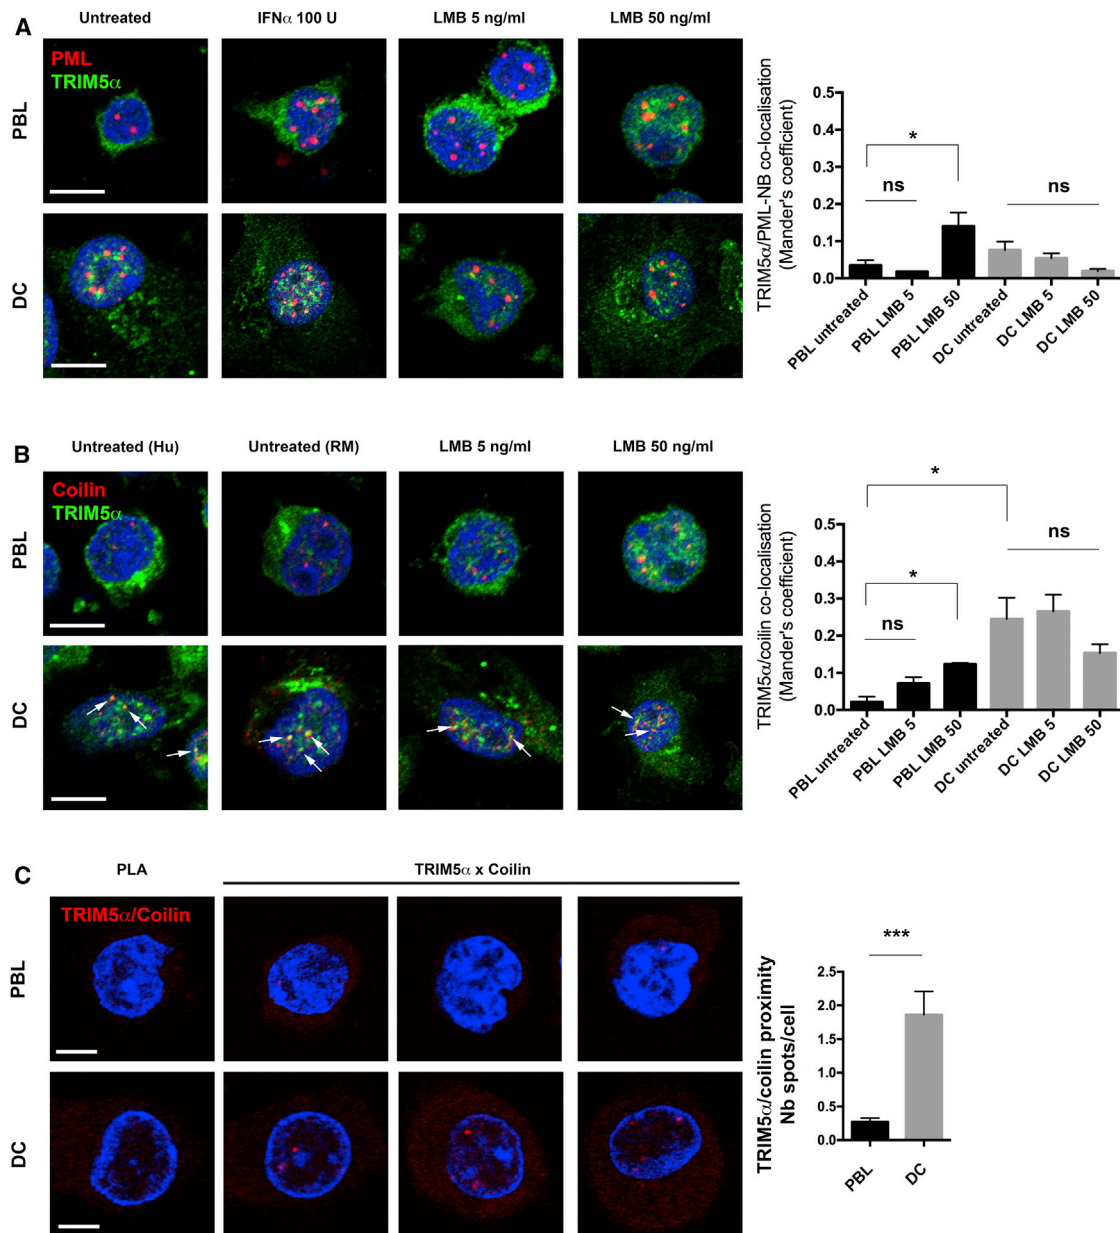 A
Untreated
IFNα 100 U
LMB 5 ng/ml
LMB 50 ng/ml
PML
TRIM5α
PBL
DC
TRIM5α/PML-NB co-localisation
(Mander's coefficient)
0.5
0.4
0.3
0.2
0.1
0.0
*
ns
ns
PBL untreated
PBL LMB 5
PBL LMB 50
DC untreated
DC LMB 5
DC LMB 50
B
Untreated (Hu)
Untreated (RM)
LMB 5 ng/ml
LMB 50 ng/ml
Coilin
TRIM5α
PBL
DC
TRIM5α/coilin co-localisation
(Mander's coefficient)
0.5
0.4
0.3
0.2
0.1
0.0
*
*
ns
ns
PBL untreated
PBL LMB 5
PBL LMB 50
DC untreated
DC LMB 5
DC LMB 50
C
PLA
TRIM5α x Coilin
TRIM5α/Coilin
PBL
DC
TRIM5α/coilin proximity
Nb spots/cell
2.5
2.0
1.5
1.0
0.5
0.0
***
PBL
DC